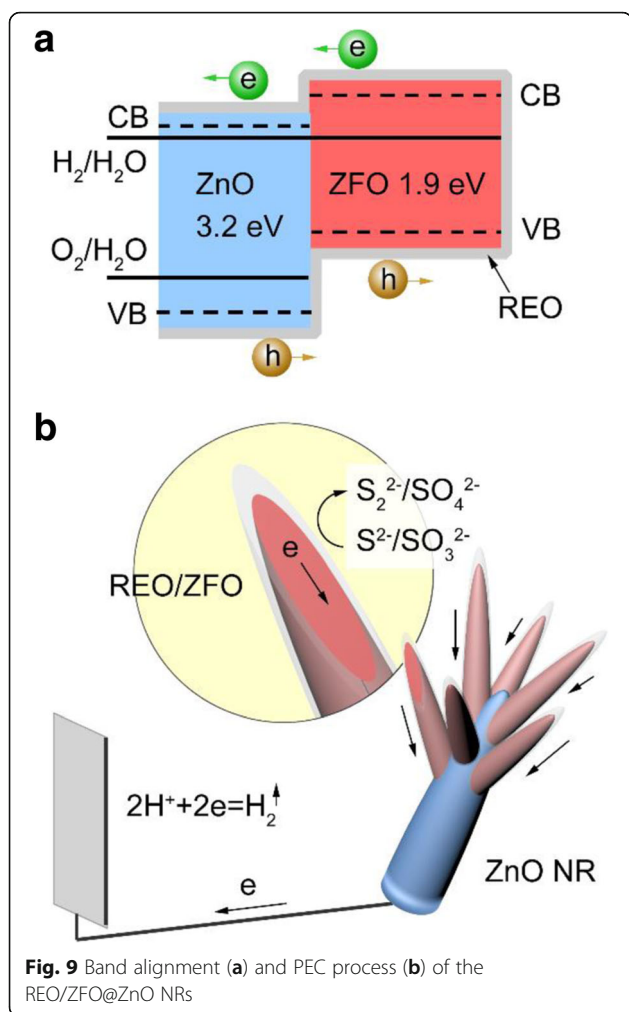 a
e
e
CB
CB
H₂/H₂O
ZnO
3.2 eV
ZFO 1.9 eV
O₂/H₂O
VB
VB
h
h
REO
b
S₂²⁻/SO₄²⁻
S²⁻/SO₃²⁻
e
REO/ZFO
2H⁺+2e=H₂
ZnO NR
e
Fig. 9 Band alignment (a) and PEC process (b) of the
REO/ZFO@ZnO NRs